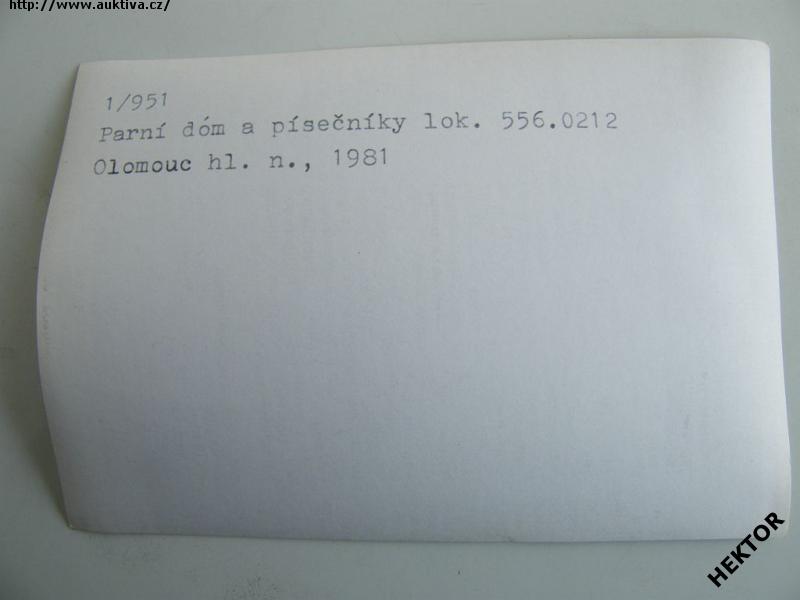 http://www.auktiva.cz/
1/951
Parní dóm a písečníky lok. 556.0212
Olomouc hl. n., 1981
HEKTOR